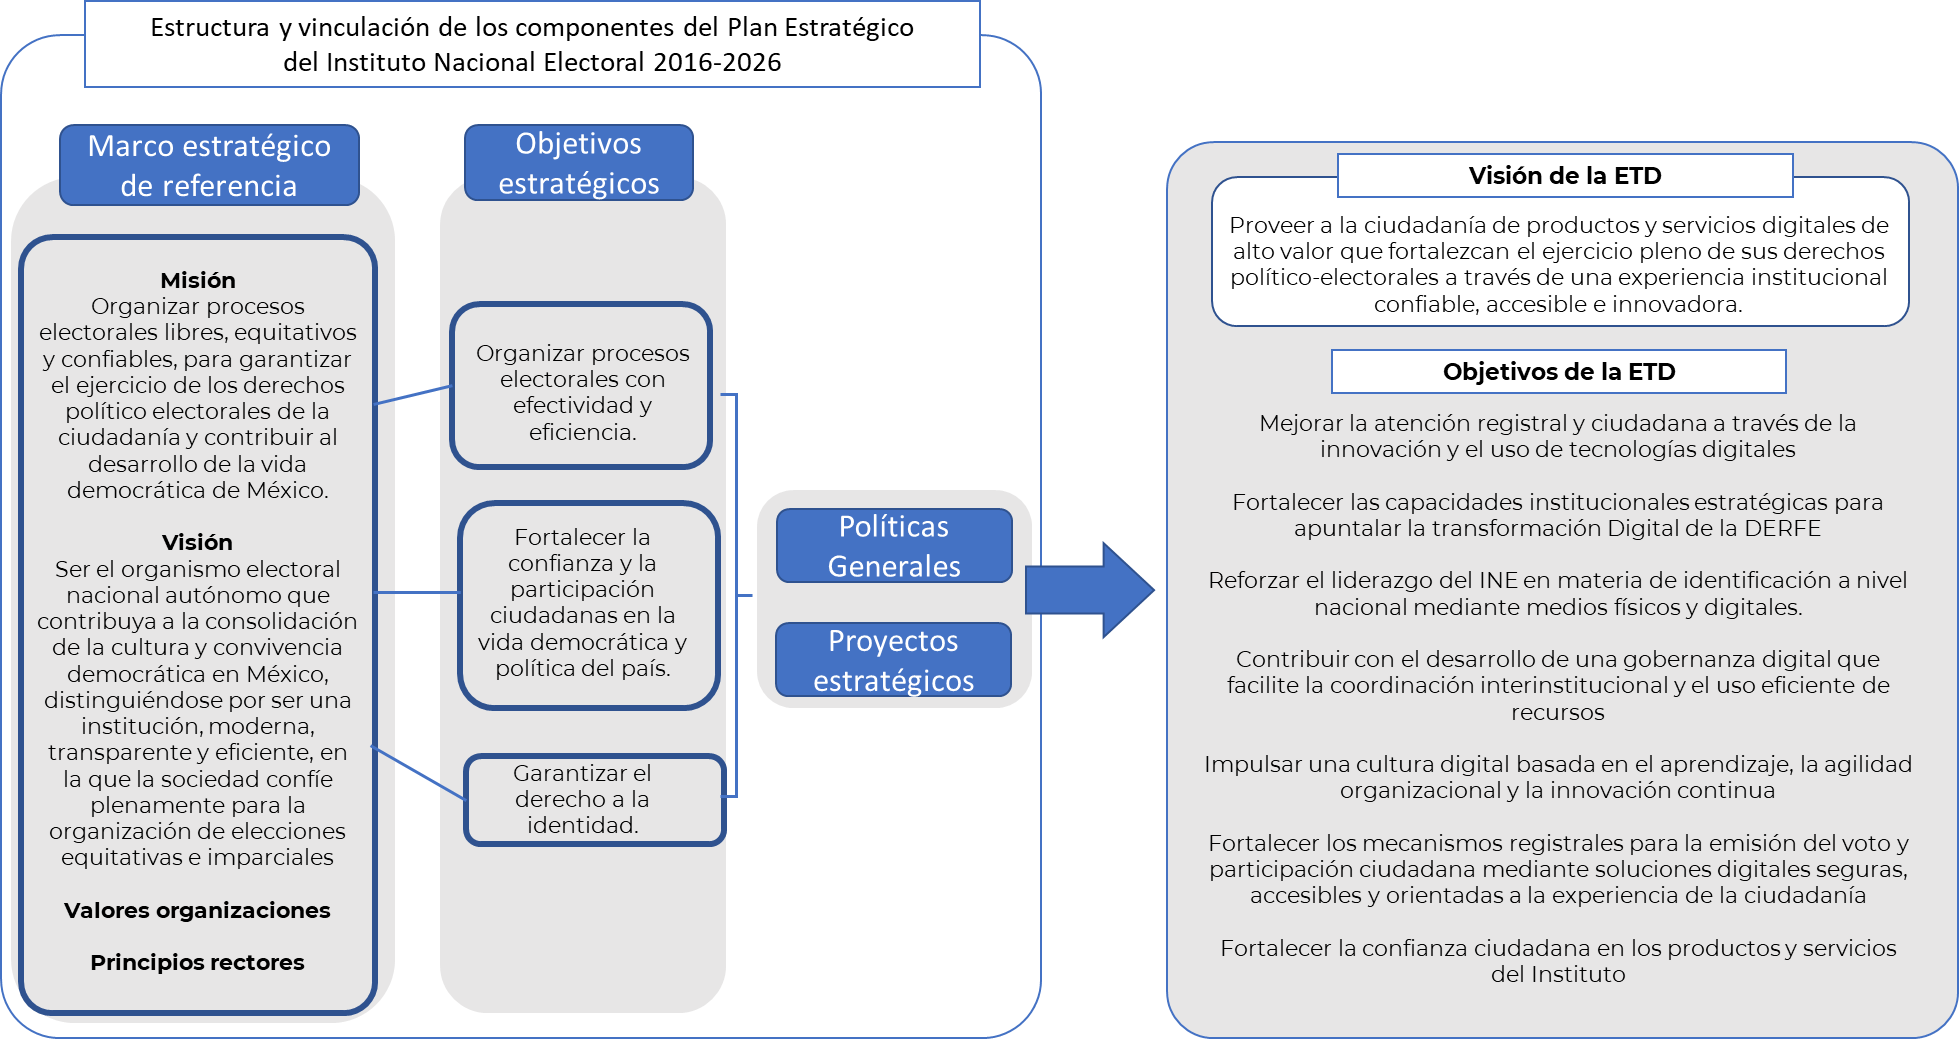 Estructura y vinculación de los componentes del Plan Estratégico
del Instituto Nacional Electoral 2016-2026
Marco estratégico
de referencia
Misión
Organizar procesos
electorales libres, equitativos
y confiables, para garantizar
el ejercicio de los derechos
político electorales de la
ciudadanía y contribuir al
desarrollo de la vida
democrática de México.
Visión
Ser el organismo electoral
nacional autónomo que
contribuya a la consolidación
de la cultura y convivencia
democrática en México,
distinguiéndose por ser una
institución, moderna,
transparente y eficiente, en
la que la sociedad confíe
plenamente para la
organización de elecciones
equitativas e imparciales
Valores organizaciones
Principios rectores
Objetivos
estratégicos
Organizar procesos
electorales con
efectividad y
eficiencia.
Fortalecer la
confianza y la
participación
ciudadanas en la
vida democrática y
política del país.
Garantizar el
derecho a la
identidad.
Políticas
Generales
Proyectos
estratégicos
Visión de la ETD
Proveer a la ciudadanía de productos y servicios digitales de
alto valor que fortalezcan el ejercicio pleno de sus derechos
político-electorales a través de una experiencia institucional
confiable, accesible e innovadora.
Objetivos de la ETD
Mejorar la atención registral y ciudadana a través de la
innovación y el uso de tecnologías digitales
Fortalecer las capacidades institucionales estratégicas para
apuntalar la transformación Digital de la DERFE
Reforzar el liderazgo del INE en materia de identificación a nivel
nacional mediante medios físicos y digitales.
Contribuir con el desarrollo de una gobernanza digital que
facilite la coordinación interinstitucional y el uso eficiente de
recursos
Impulsar una cultura digital basada en el aprendizaje, la agilidad
organizacional y la innovación continua
Fortalecer los mecanismos registrales para la emisión del voto y
participación ciudadana mediante soluciones digitales seguras,
accesibles y orientadas a la experiencia de la ciudadanía
Fortalecer la confianza ciudadana en los productos y servicios
del Instituto